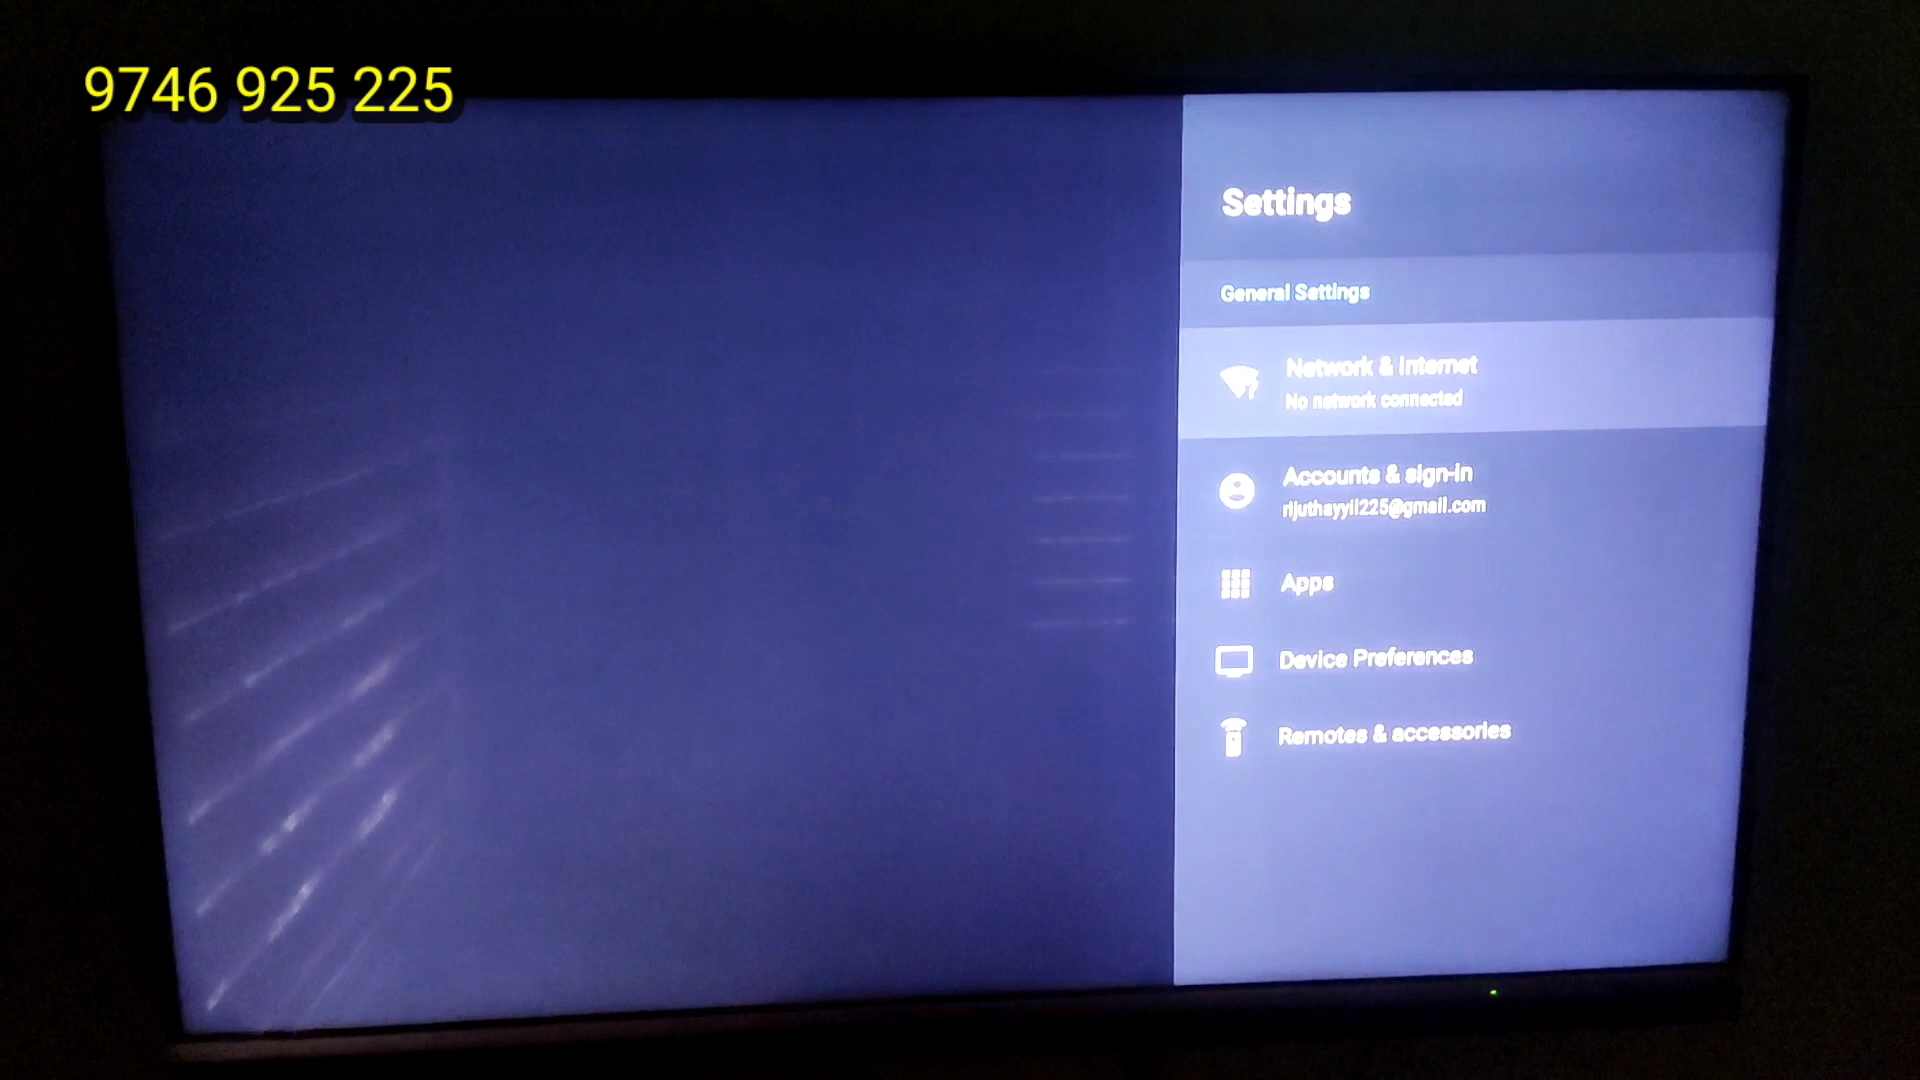 9746 925 225
Settings
General Settings
Network & Internet
No network connected
Accounts & sign-in
rijuthayyil225@gmail.com
Apps
Device Preferences
Remotes & accessories